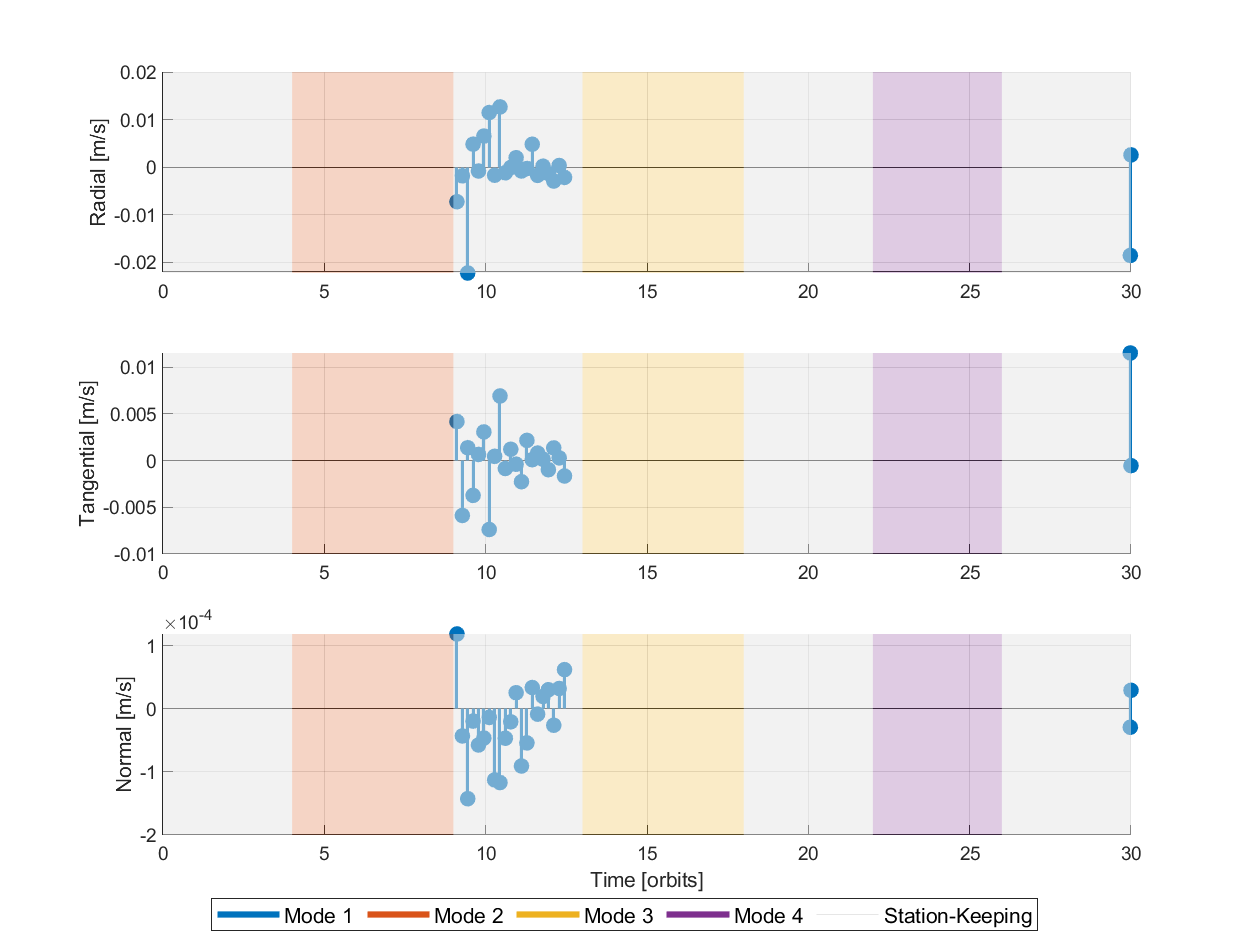 0.02
0.01
0
-0.01
-0.02
Radial [m/s]
0 5 10 15 20 25 30
0.01
0.005
0
-0.005
-0.01
Tangential [m/s]
0 5 10 15 20 25 30
×10-4
1
0
-1
-2
Normal [m/s]
0 5 10 15 20 25 30
Time [orbits]
Mode 1 Mode 2 Mode 3 Mode 4 Station-Keeping